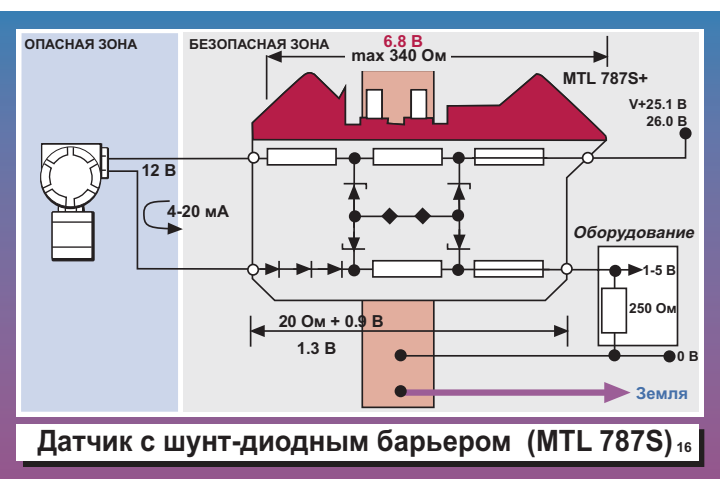 ОПАСНАЯ ЗОНА
БЕЗОПАСНАЯ ЗОНА
6.8 В
max 340 Ом
MTL 787S+
V+25.1 В
26.0 В
12 В
4-20 мА
Оборудование
1-5 В
250 Ом
20 Ом + 0.9 В
1.3 В
0 В
Земля
Датчик с шунт-диодным барьером (MTL 787S) 16